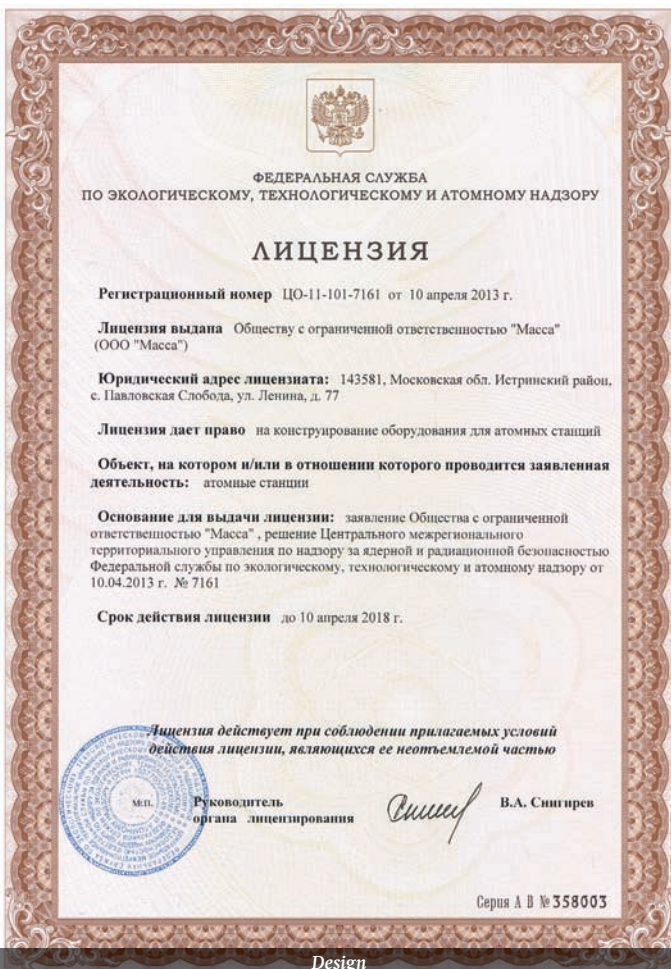 ФЕДЕРАЛЬНАЯ СЛУЖБА
ПО ЭКОЛОГИЧЕСКОМУ, ТЕХНОЛОГИЧЕСКОМУ И АТОМНОМУ НАДЗОРУ
ЛИЦЕНЗИЯ
Регистрационный номер ЦО-11-101-7161 от 10 апреля 2013 г.
Лицензия выдана Обществу с ограниченной ответственностью "Масса"
(ООО "Масса")
Юридический адрес лицензиата: 143581, Московская обл. Истринский район,
с. Павловская Слобода, ул. Ленина, д. 77
Лицензия дает право на конструирование оборудования для атомных станций
Объект, на котором и/или в отношении которого проводится заявленная
деятельность: атомные станции
Основание для выдачи лицензии: заявление Общества с ограниченной
ответственностью "Масса" , решение Центрального межрегионального
территориального управления по надзору за ядерной и радиационной безопасностью
Федеральной службы по экологическому, технологическому и атомному надзору от
10.04.2013 г. № 7161
Срок действия лицензии до 10 апреля 2018 г.
Лицензия действует при соблюдении прилагаемых условий
действия лицензии, являющихся ее неотъемлемой частью
М.П. Руководитель
органа лицензирования
В.А. Снигирев
Серия А В № 358003
Design